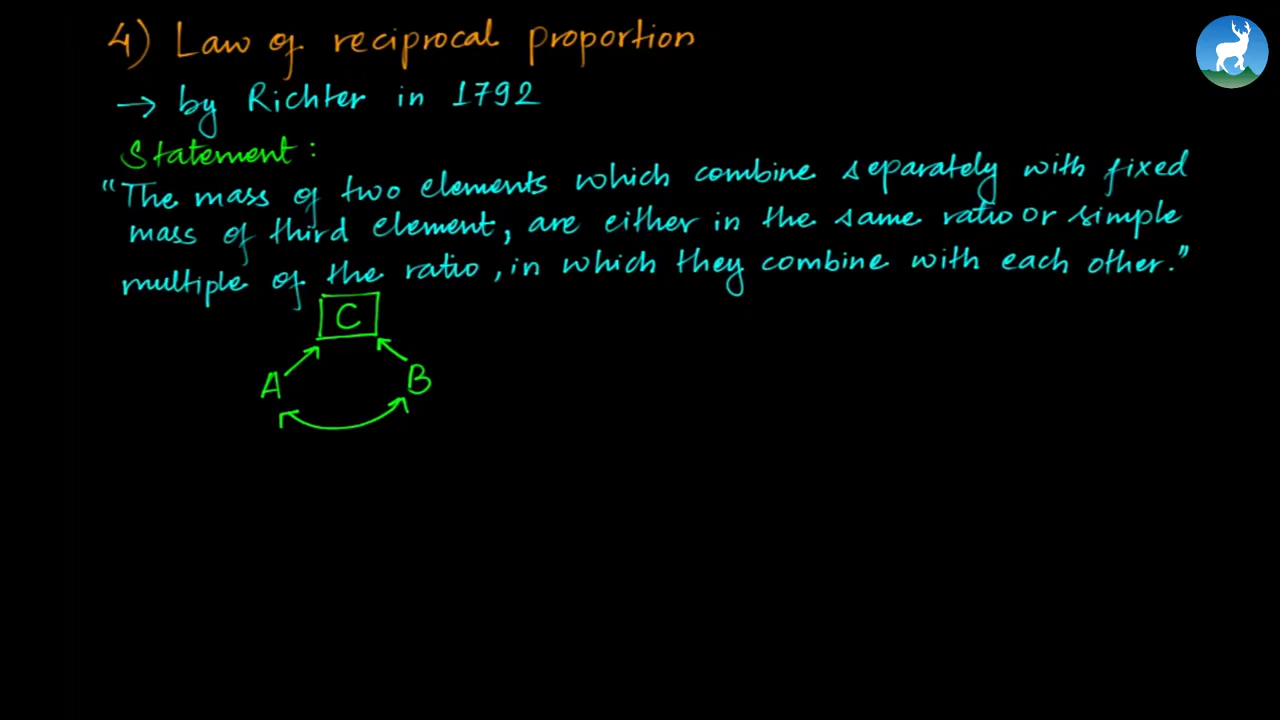 4) Law of reciprocal proportion
→ by Richter in 1792
Statement :
"The mass of two elements which combine separately with fixed
mass of third element, are either in the same ratio or simple
multiple of the ratio, in which they combine with each other."
C
A B